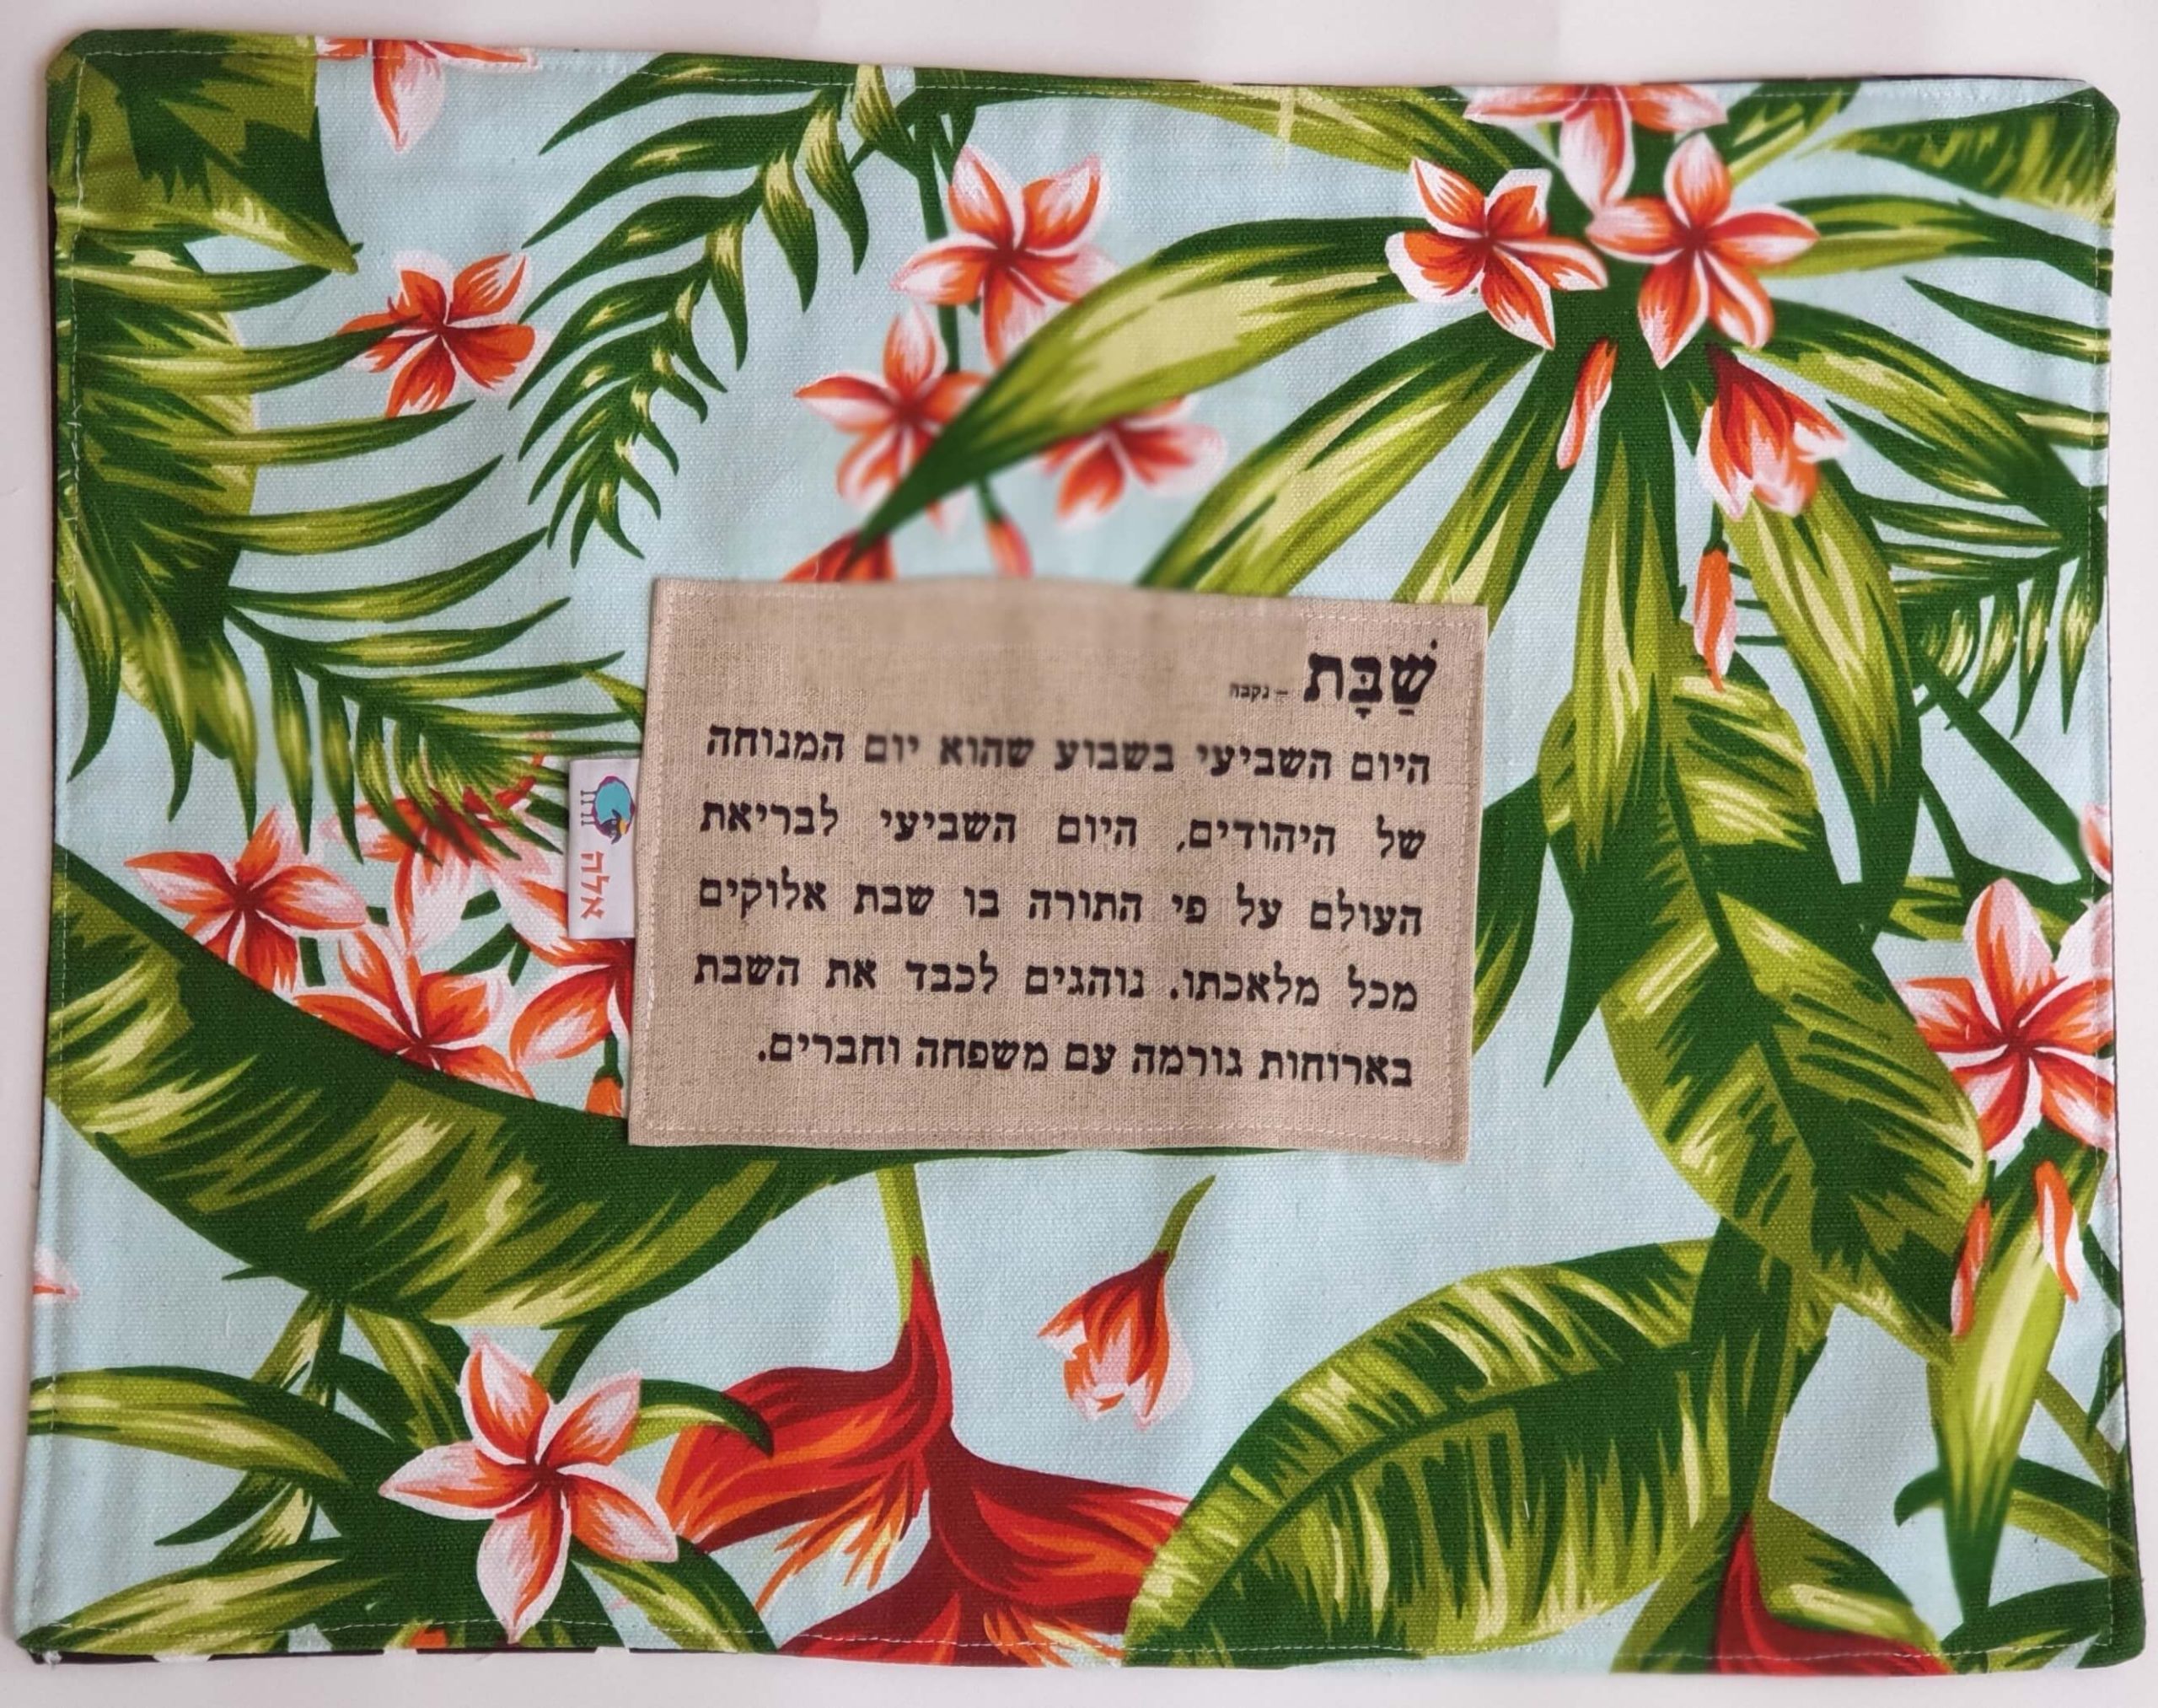 שַׁבָּת – נקבה
היום השביעי בשבוע שהוא יום המנוחה
של היהודים, היום השביעי לבריאת
העולם על פי התורה בו שבת אלוקים
מכל מלאכתו. נוהגים לכבד את השבת
בארוחות גורמה עם משפחה וחברים.
אלה